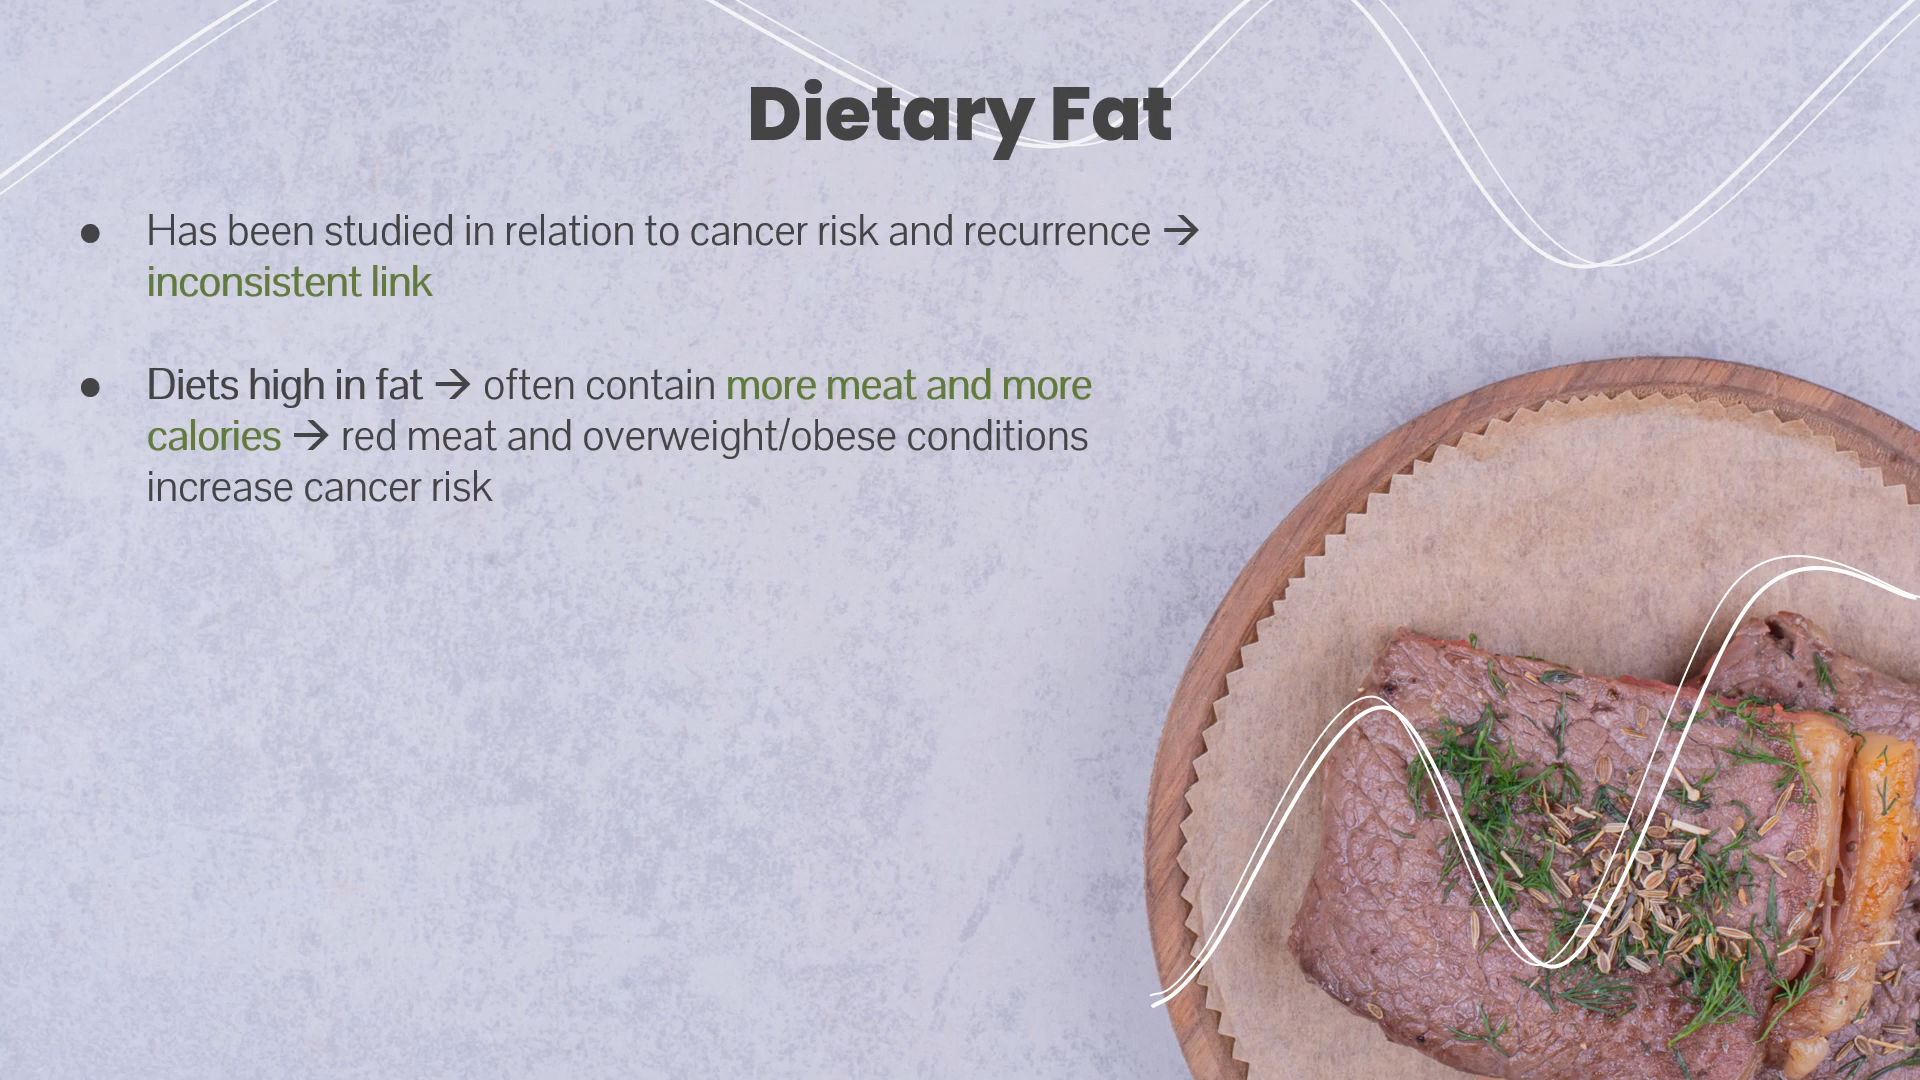 Dietary Fat
● Has been studied in relation to cancer risk and recurrence →
inconsistent link
● Diets high in fat → often contain more meat and more
calories → red meat and overweight/obese conditions
increase cancer risk